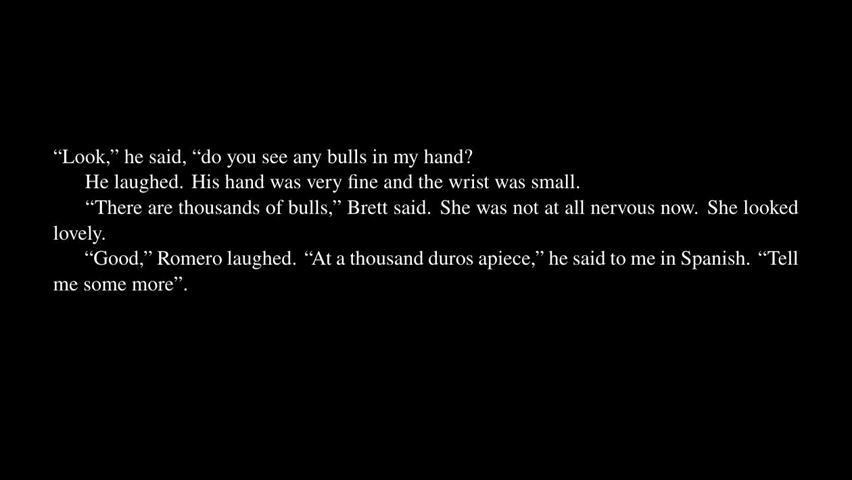 “Look,” he said, “do you see any bulls in my hand?
He laughed. His hand was very fine and the wrist was small.
“There are thousands of bulls,” Brett said. She was not at all nervous now. She looked
lovely.
“Good,” Romero laughed. “At a thousand duros apiece,” he said to me in Spanish. “Tell
me some more”.